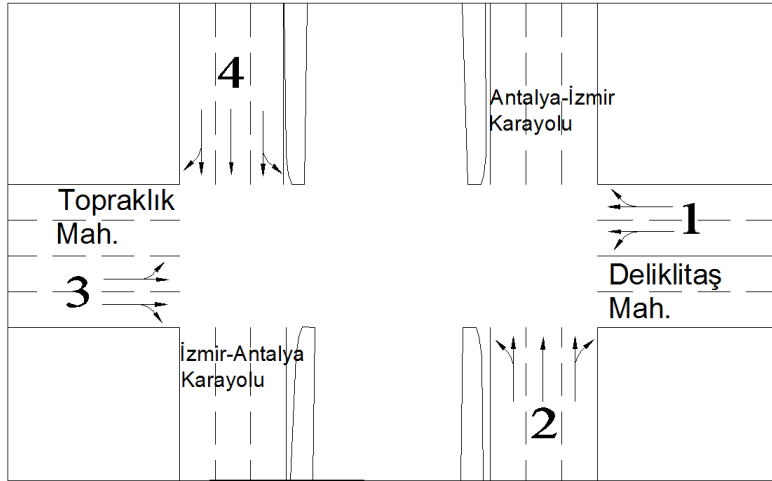 4
Antalya-İzmir
Karayolu
Topraklık
Mah.
1
3
Deliklitaş
Mah.
İzmir-Antalya
Karayolu
2